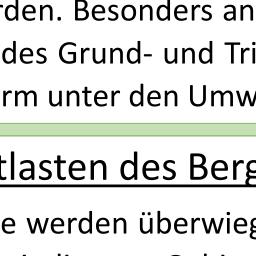 rden. Besonders an
des Grund- und Tri
rm unter den Umw
tlasten des Berg
e werden überwieg